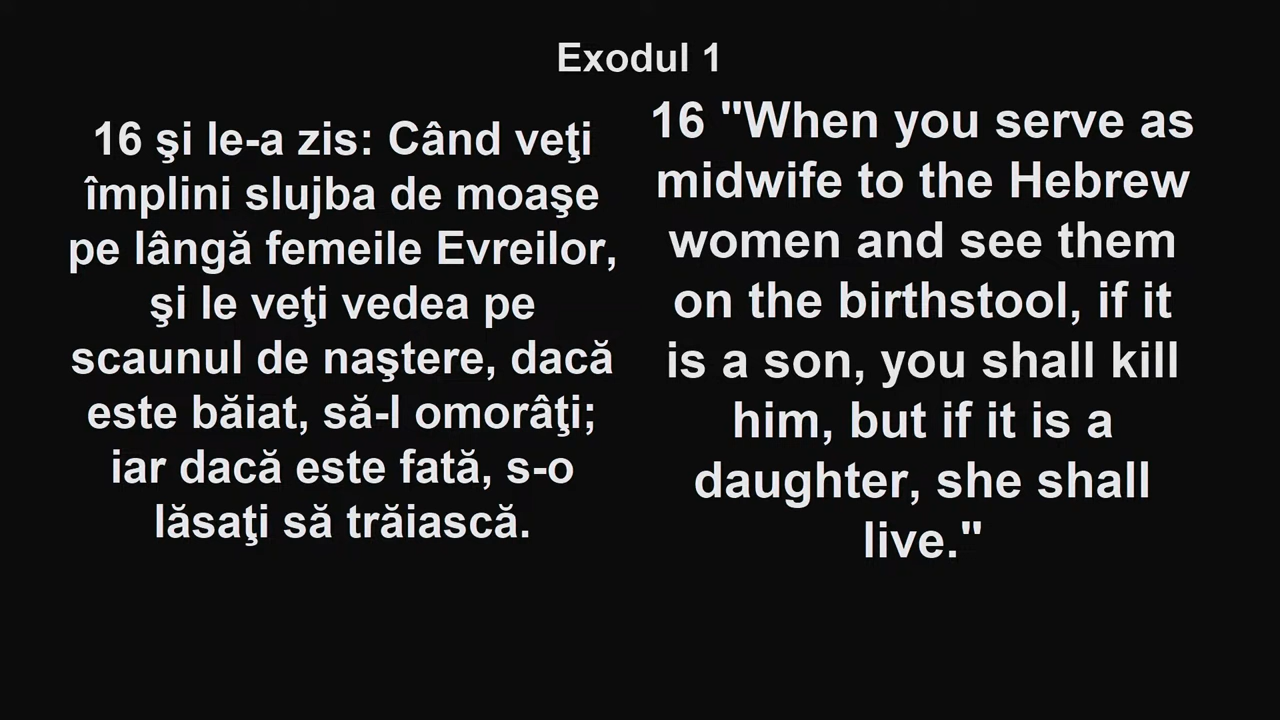 Exodul 1
16 şi le-a zis: Când veţi
împlini slujba de moaşe
pe lângă femeile Evreilor,
şi le veţi vedea pe
scaunul de naştere, dacă
este băiat, să-l omorâţi;
iar dacă este fată, s-o
lăsaţi să trăiască.
16 "When you serve as
midwife to the Hebrew
women and see them
on the birthstool, if it
is a son, you shall kill
him, but if it is a
daughter, she shall
live."